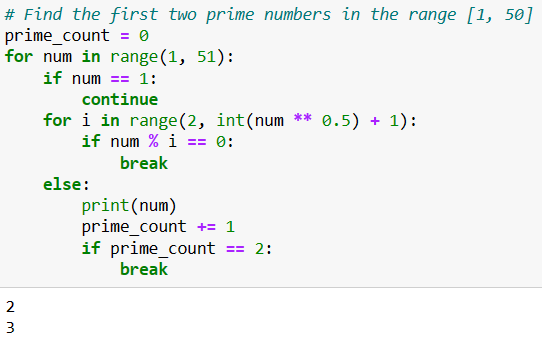 # Find the first two prime numbers in the range [1, 50]
prime_count = 0
for num in range(1, 51):
    if num == 1:
        continue
    for i in range(2, int(num ** 0.5) + 1):
        if num % i == 0:
            break
    else:
        print(num)
        prime_count += 1
        if prime_count == 2:
            break
2
3